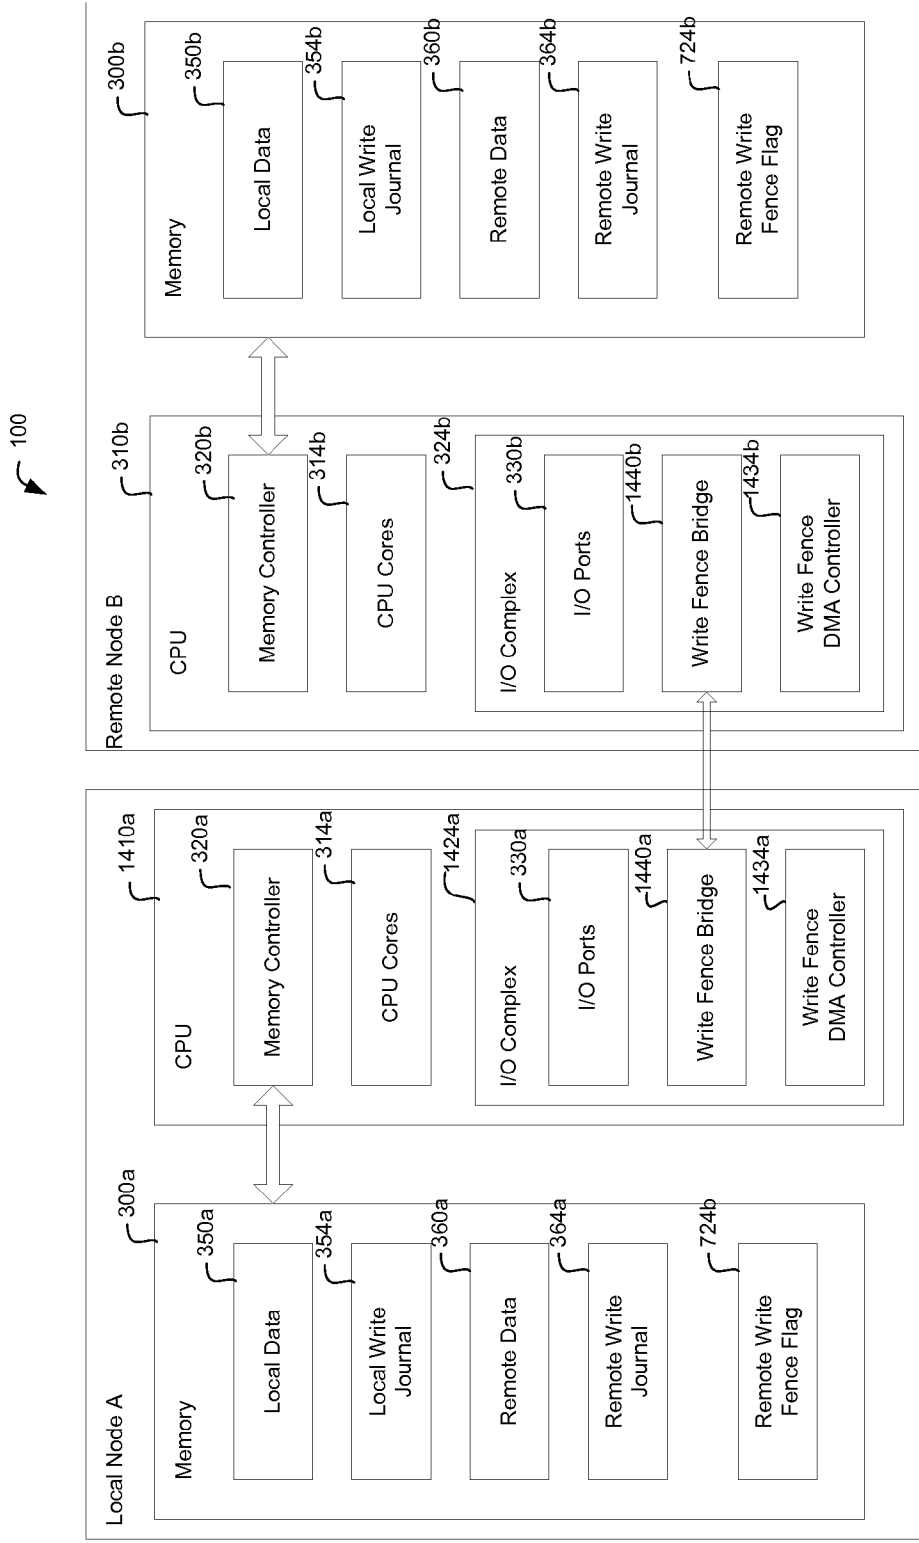 100
Local Node A
300a
Memory
350a
Local Data
354a
Local Write
Journal
360a
Remote Data
364a
Remote Write
Journal
724b
Remote Write
Fence Flag
1410a
CPU
320a
Memory Controller
314a
CPU Cores
1424a
I/O Complex
330a
I/O Ports
1440a
Write Fence Bridge
1434a
Write Fence
DMA Controller
Remote Node B
310b
CPU
320b
Memory Controller
314b
CPU Cores
324b
I/O Complex
330b
I/O Ports
1440b
Write Fence Bridge
1434b
Write Fence
DMA Controller
300b
Memory
350b
Local Data
354b
Local Write
Journal
360b
Remote Data
364b
Remote Write
Journal
724b
Remote Write
Fence Flag